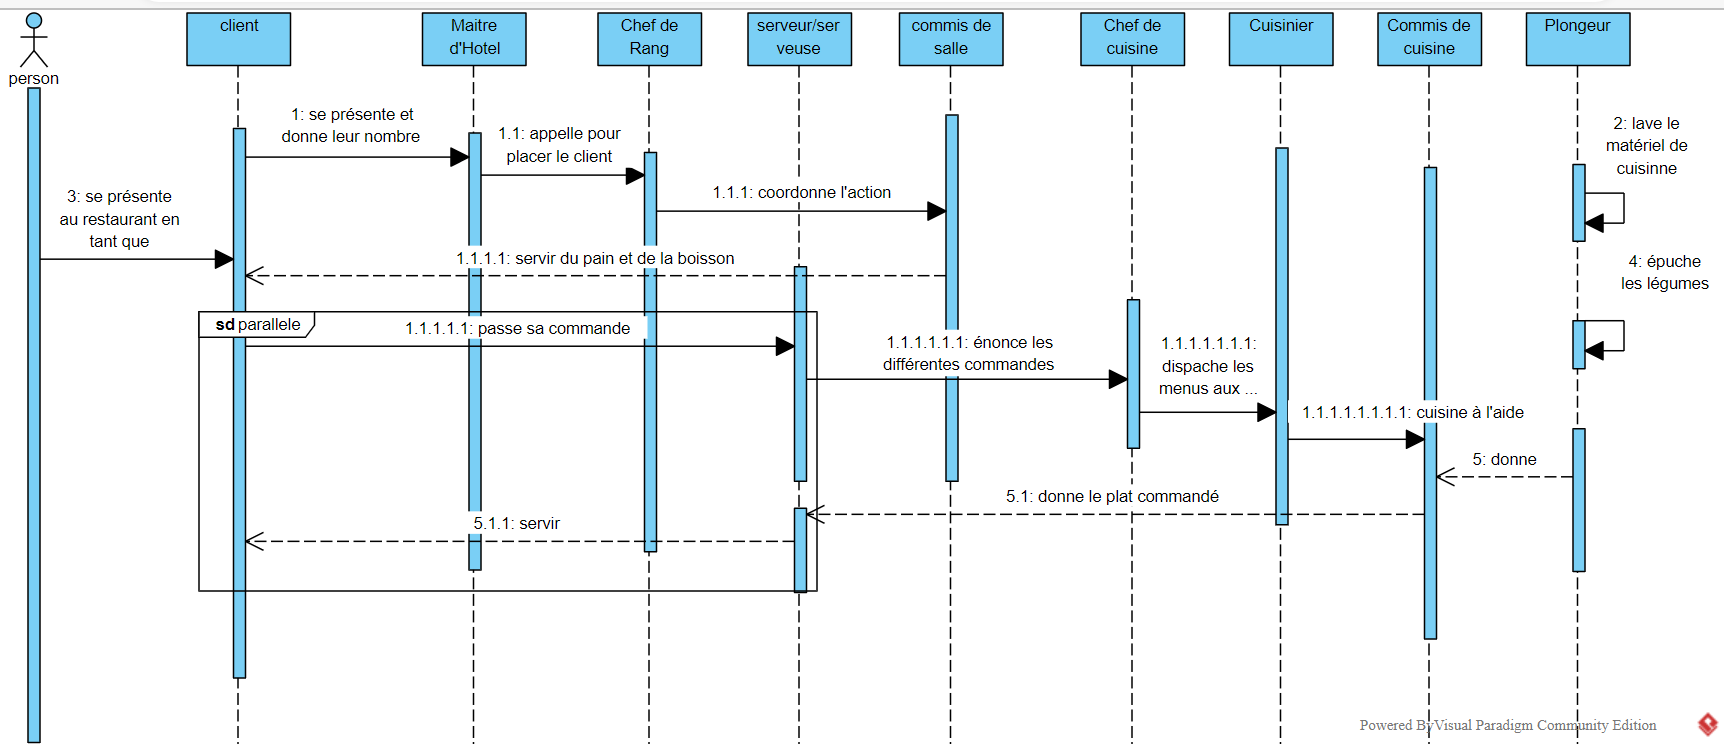 person
client
Maitre
d'Hotel
Chef de
Rang
serveur/ser
veuse
commis de
salle
Chef de
cuisine
Cuisinier
Commis de
cuisine
Plongeur
1: se présente et
donne leur nombre
1.1: appelle pour
placer le client
2: lave le
matériel de
cuisinne
3: se présente
au restaurant en
tant que
1.1.1: coordonne l'action
1.1.1.1: servir du pain et de la boisson
4: épuche
les légumes
sd parallele
1.1.1.1.1: passe sa commande
1.1.1.1.1.1: énonce les
différentes commandes
1.1.1.1.1.1.1:
dispache les
menus aux ...
1.1.1.1.1.1.1.1: cuisine à l'aide
5: donne
5.1: donne le plat commandé
5.1.1: servir
Powered By Visual Paradigm Community Edition